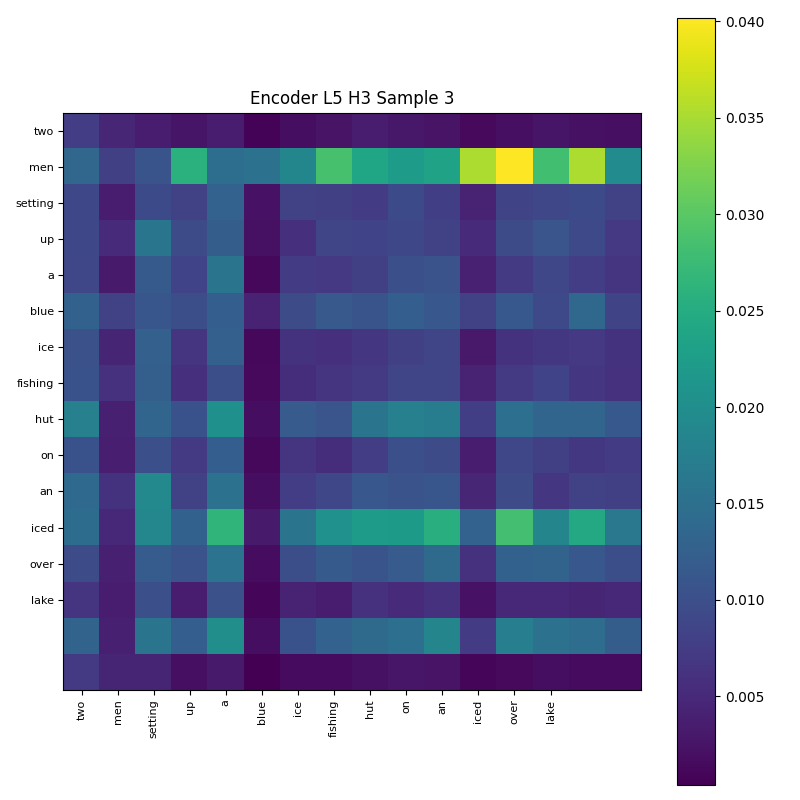 Encoder L5 H3 Sample 3
two
men
setting
up
a
blue
ice
fishing
hut
on
an
iced
over
lake
two men setting up a blue ice fishing hut on an iced over lake
0.040
0.035
0.030
0.025
0.020
0.015
0.010
0.005